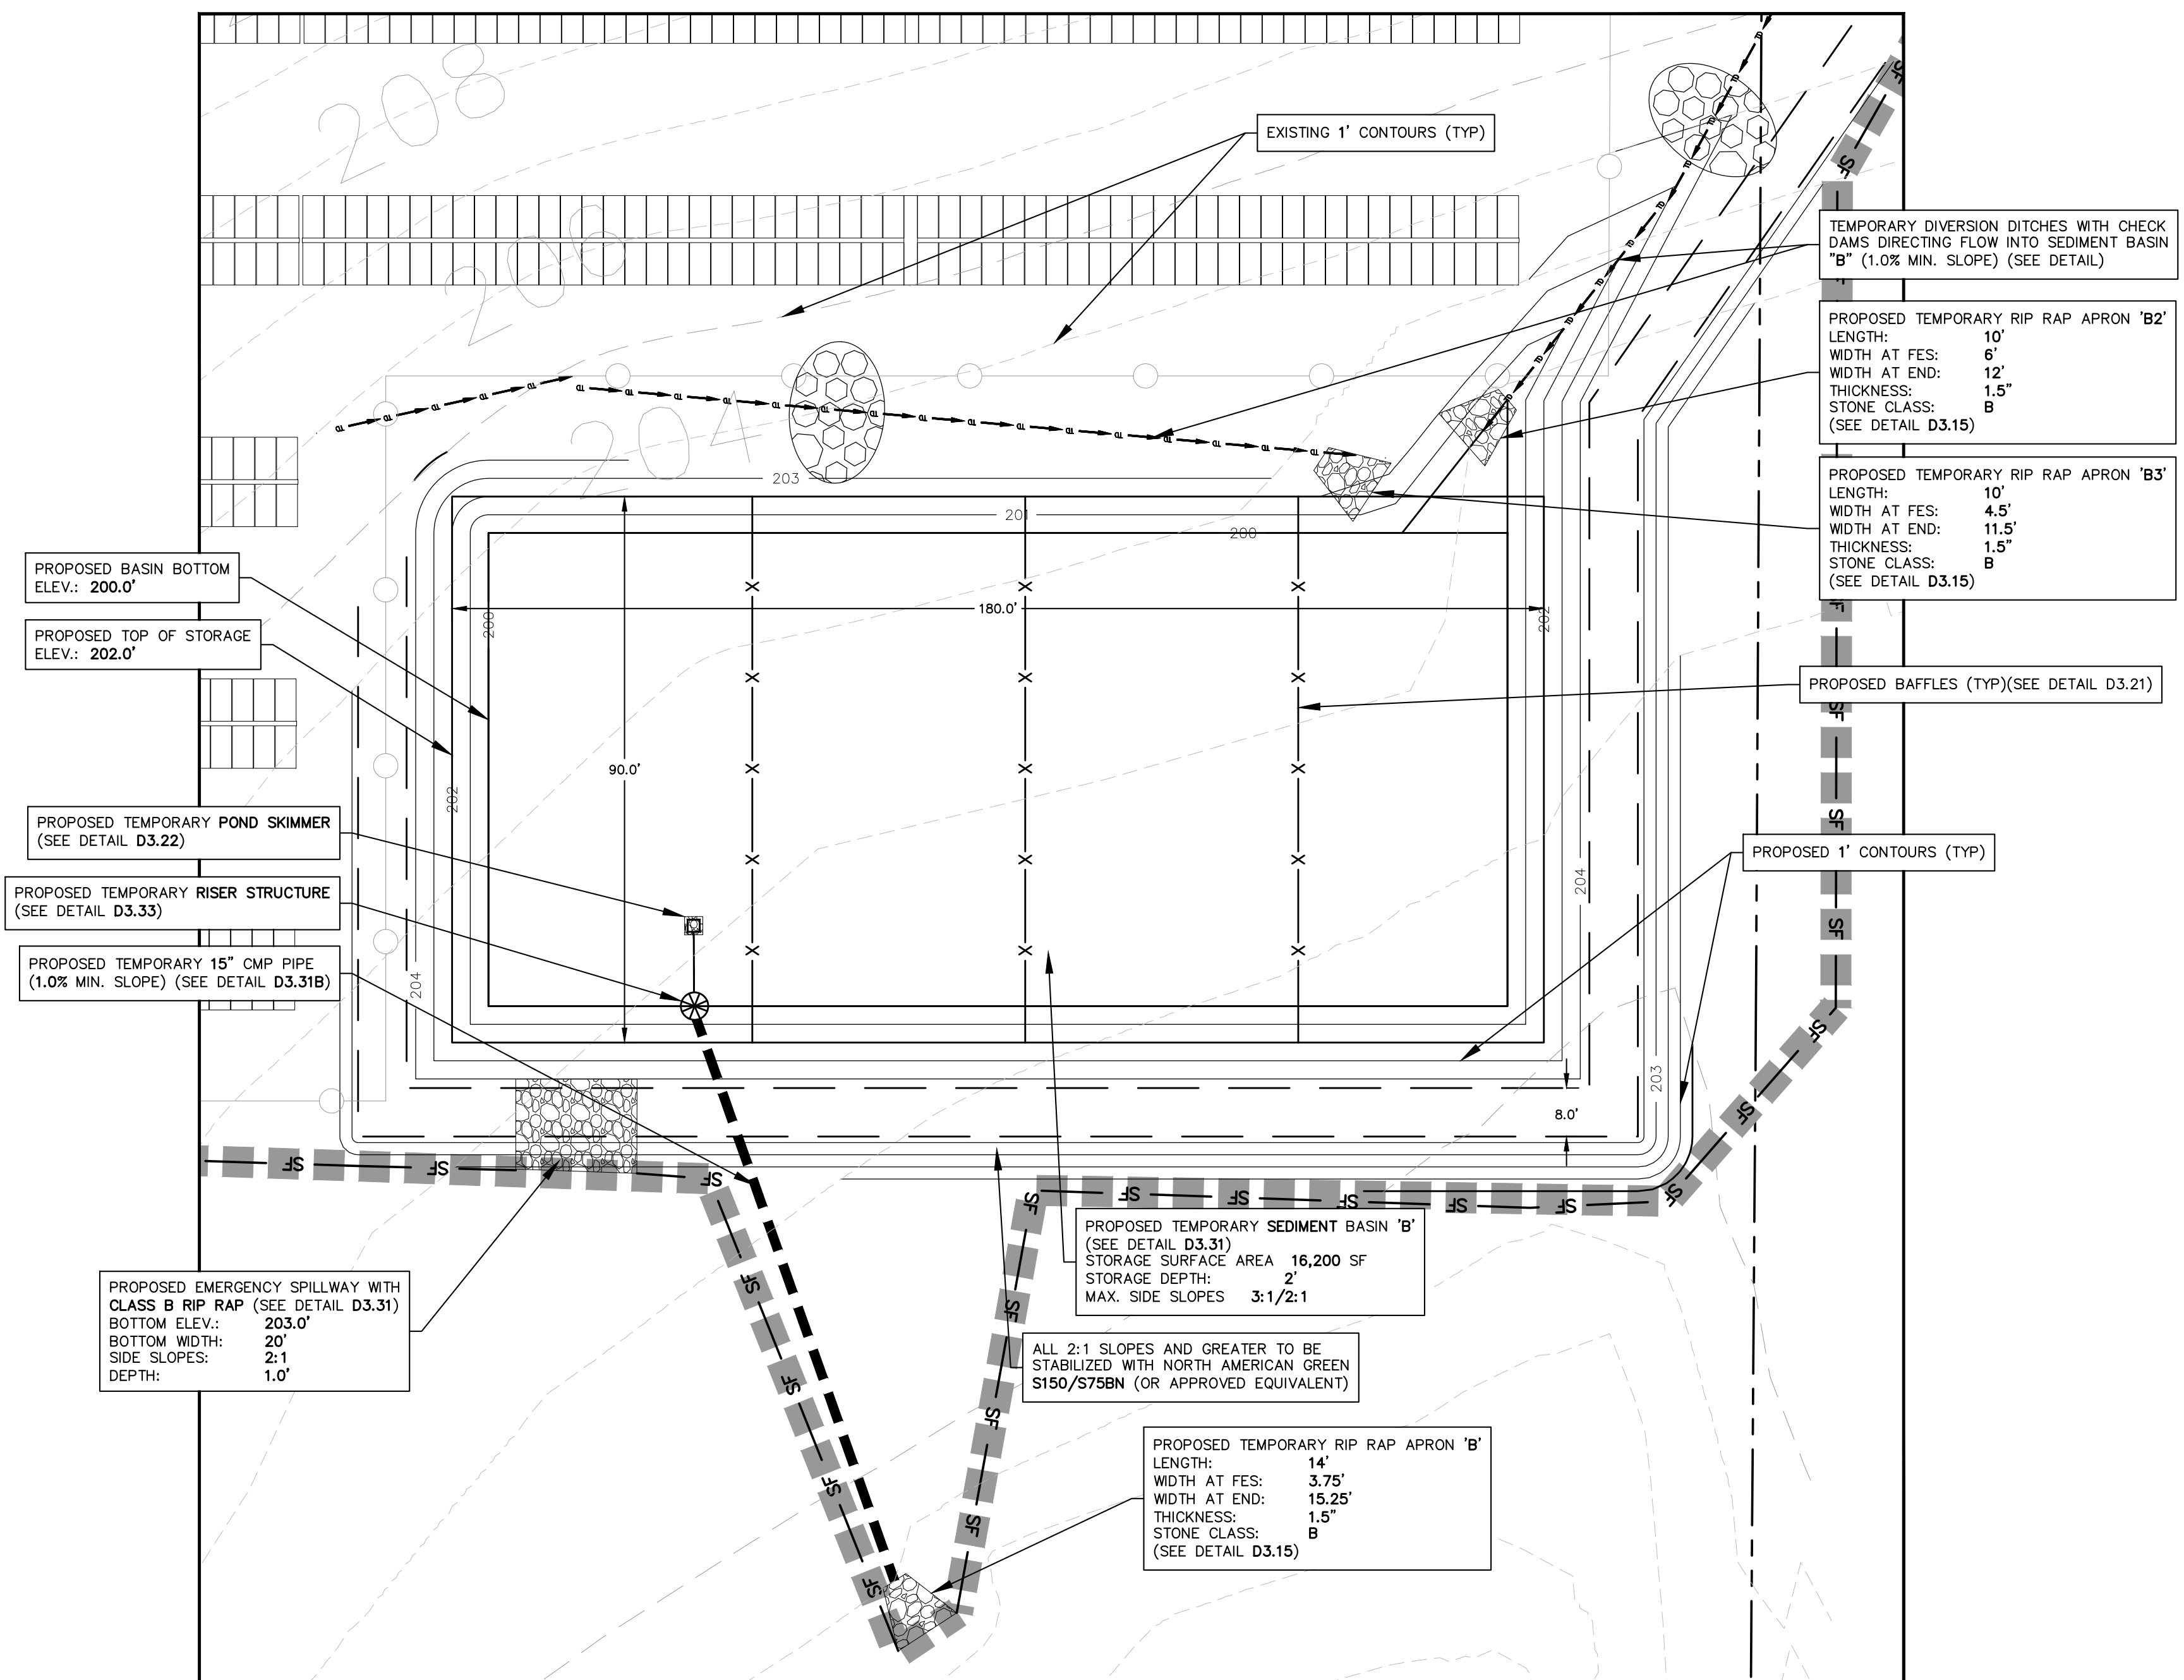 208
206
204
EXISTING 1' CONTOURS (TYP)
TEMPORARY DIVERSION DITCHES WITH CHECK
DAMS DIRECTING FLOW INTO SEDIMENT BASIN
"B" (1.0% MIN. SLOPE) (SEE DETAIL)
PROPOSED TEMPORARY RIP RAP APRON 'B2'
LENGTH: 10'
WIDTH AT FES: 6'
WIDTH AT END: 12'
THICKNESS: 1.5"
STONE CLASS: B
(SEE DETAIL D3.15)
PROPOSED TEMPORARY RIP RAP APRON 'B3'
LENGTH: 10'
WIDTH AT FES: 4.5'
WIDTH AT END: 11.5'
THICKNESS: 1.5"
STONE CLASS: B
(SEE DETAIL D3.15)
203
201
200
PROPOSED BASIN BOTTOM
ELEV.: 200.0'
PROPOSED TOP OF STORAGE
ELEV.: 202.0'
200
180.0'
202
PROPOSED BAFFLES (TYP)(SEE DETAIL D3.21)
90.0'
202
PROPOSED TEMPORARY POND SKIMMER
(SEE DETAIL D3.22)
PROPOSED TEMPORARY RISER STRUCTURE
(SEE DETAIL D3.33)
PROPOSED TEMPORARY 15" CMP PIPE
(1.0% MIN. SLOPE) (SEE DETAIL D3.31B)
204
204
PROPOSED 1' CONTOURS (TYP)
203
8.0'
TD
SF
PROPOSED TEMPORARY SEDIMENT BASIN 'B'
(SEE DETAIL D3.31)
STORAGE SURFACE AREA 16,200 SF
STORAGE DEPTH: 2'
MAX. SIDE SLOPES 3:1/2:1
PROPOSED EMERGENCY SPILLWAY WITH
CLASS B RIP RAP (SEE DETAIL D3.31)
BOTTOM ELEV.: 203.0'
BOTTOM WIDTH: 20'
SIDE SLOPES: 2:1
DEPTH: 1.0'
ALL 2:1 SLOPES AND GREATER TO BE
STABILIZED WITH NORTH AMERICAN GREEN
S150/S75BN (OR APPROVED EQUIVALENT)
PROPOSED TEMPORARY RIP RAP APRON 'B'
LENGTH: 14'
WIDTH AT FES: 3.75'
WIDTH AT END: 15.25'
THICKNESS: 1.5"
STONE CLASS: B
(SEE DETAIL D3.15)